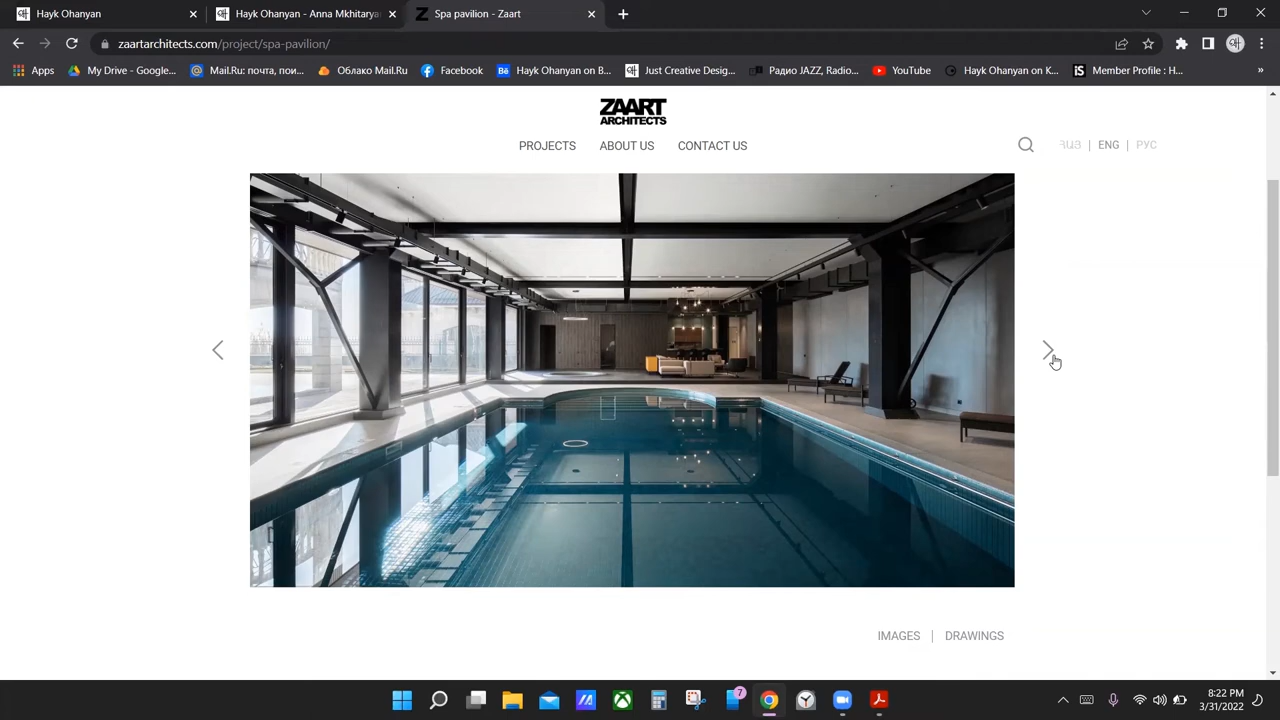 Hayk Ohanyan
Hayk Ohanyan - Anna Mkhitarya
Spa pavilion - Zaart
zaartarchitects.com/project/spa-pavilion/
Apps
My Drive - Google...
Mail.Ru: почта, пои...
Облако Mail.Ru
Facebook
Hayk Ohanyan on B...
Just Creative Desig...
Радио JAZZ, Radio...
YouTube
Hayk Ohanyan on K...
Member Profile : H...
»
ZAART
ARCHITECTS
PROJECTS
ABOUT US
CONTACT US
ՀԱՅ | ENG | РУС
IMAGES | DRAWINGS
7
8:22 PM
3/31/2022